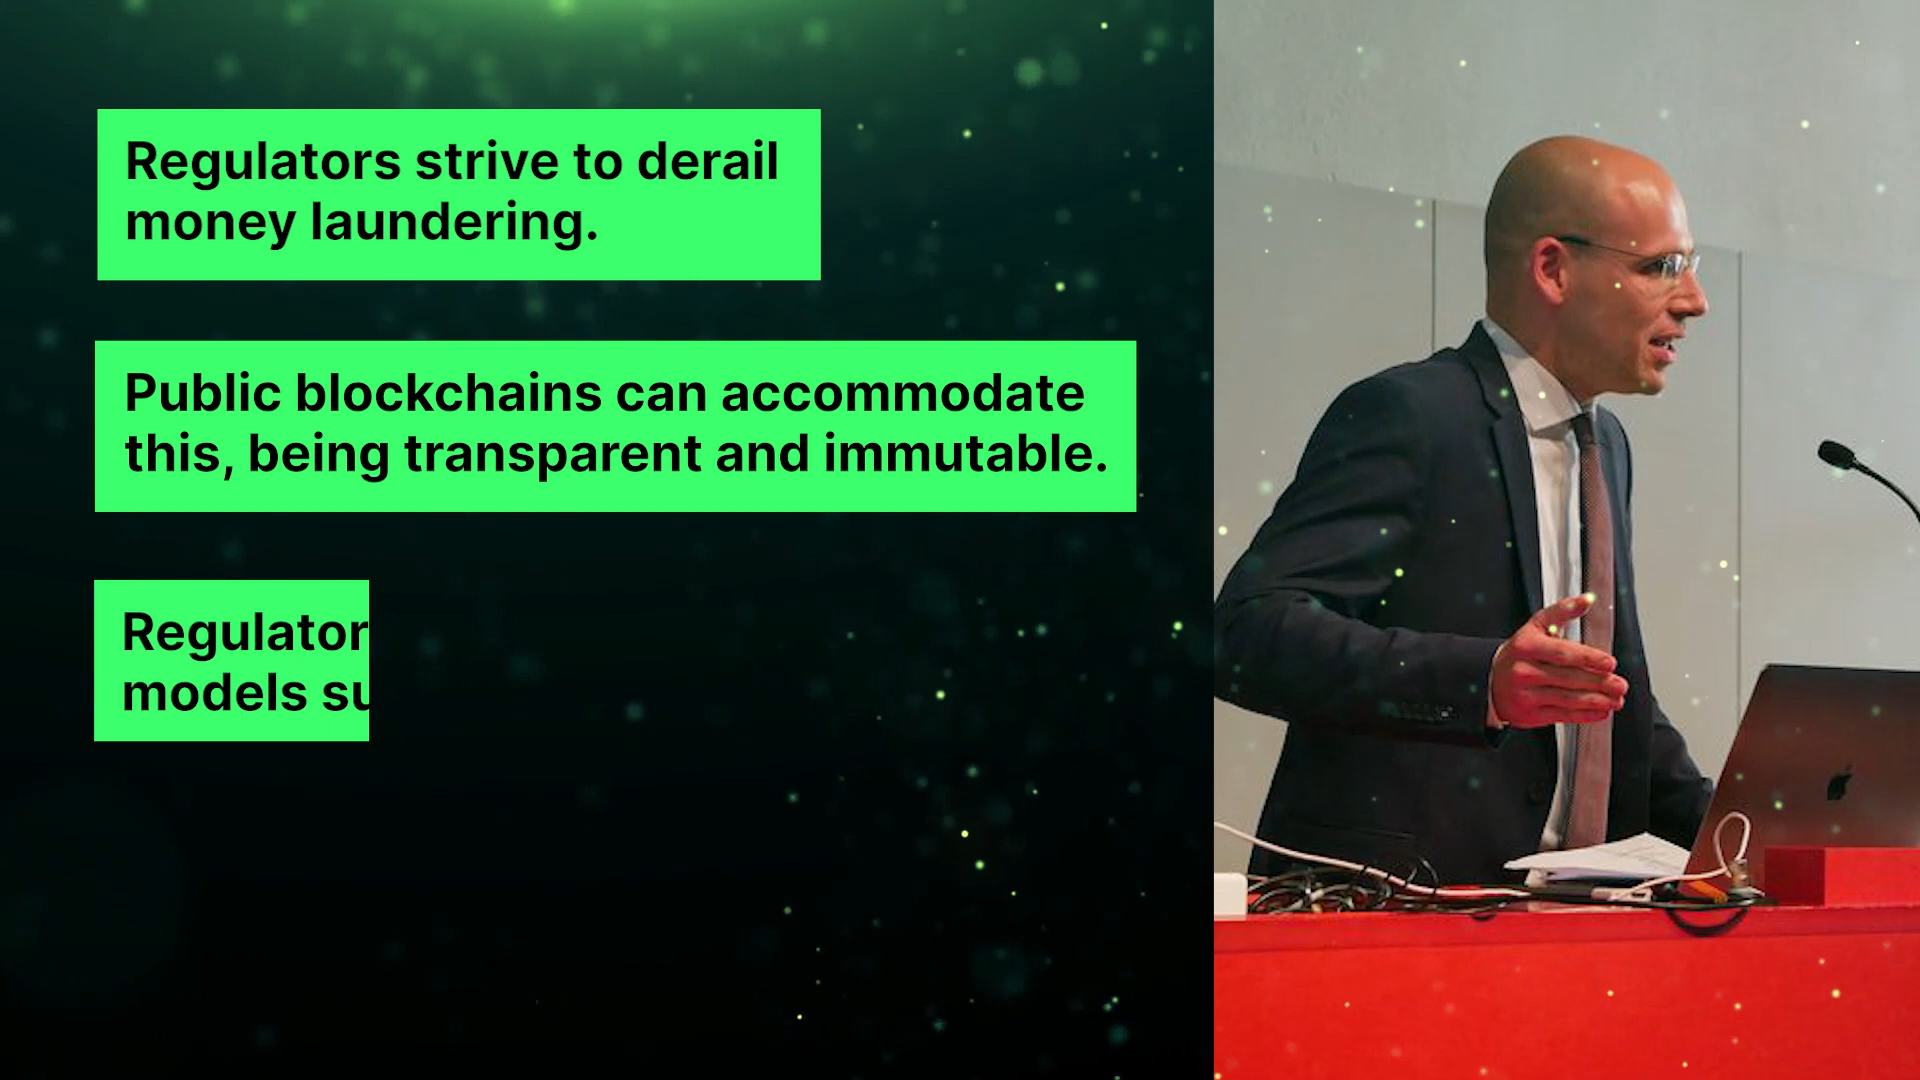 Regulators strive to derail
money laundering.
Public blockchains can accommodate
this, being transparent and immutable.
Regulator
models su